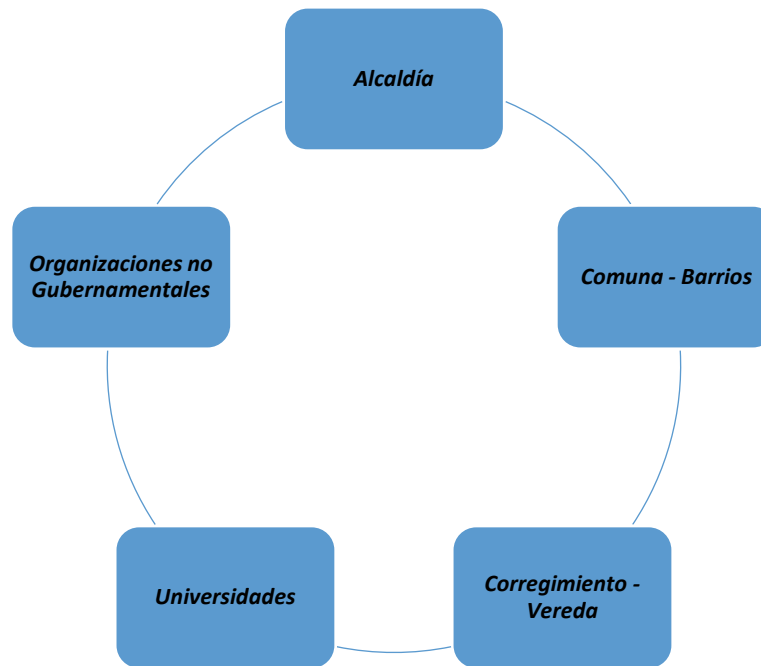 Alcaldía
Organizaciones no
Gubernamentales
Comuna - Barrios
Universidades
Corregimiento -
Vereda